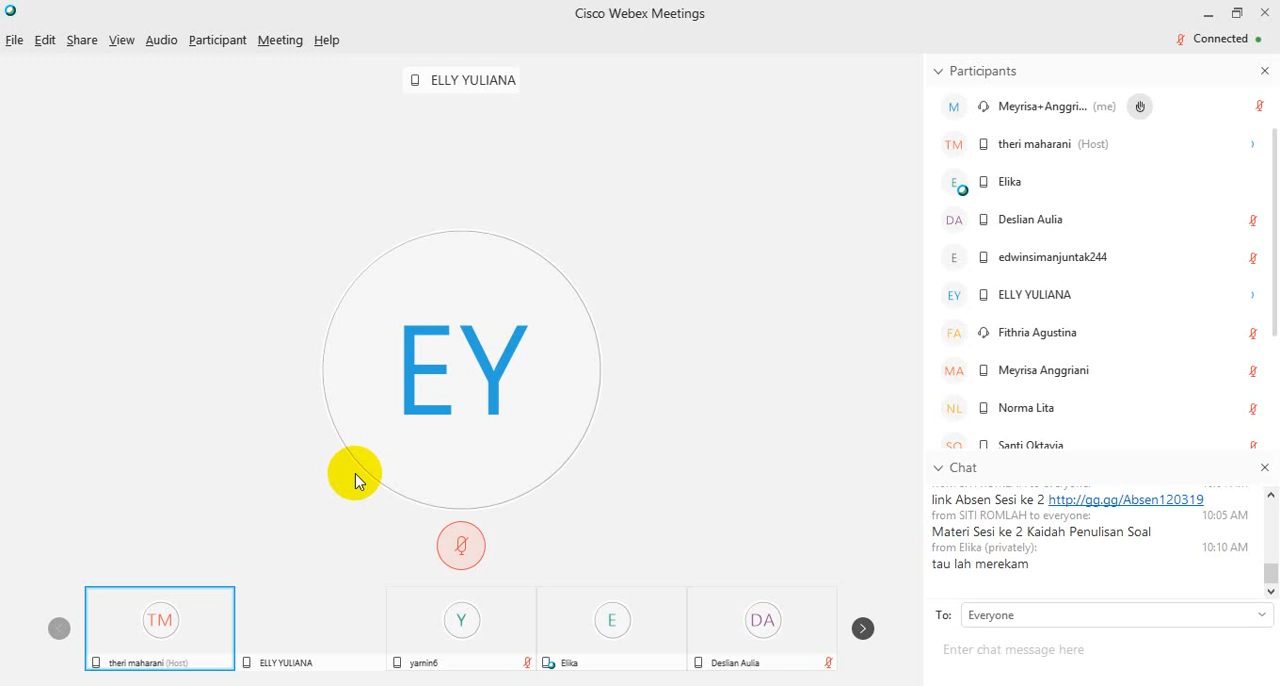 Cisco Webex Meetings
File Edit Share View Audio Participant Meeting Help
Connected
ELLY YULIANA
EY
TM
theri maharani (Host)
ELLY YULIANA
Y
yarnin6
E
Elika
DA
Deslian Aulia
Participants
M Meyrisa+Anggri... (me)
TM theri maharani (Host)
E Elika
DA Deslian Aulia
E edwinsimanjuntak244
EY ELLY YULIANA
FA Fithria Agustina
MA Meyrisa Anggriani
NL Norma Lita
SO Santi Oktavia
Chat
link Absen Sesi ke 2 http://gg.gg/Absen120319
from SITI ROMLAH to everyone: 10:05 AM
Materi Sesi ke 2 Kaidah Penulisan Soal
from Elika (privately): 10:10 AM
tau lah merekam
To: Everyone
Enter chat message here